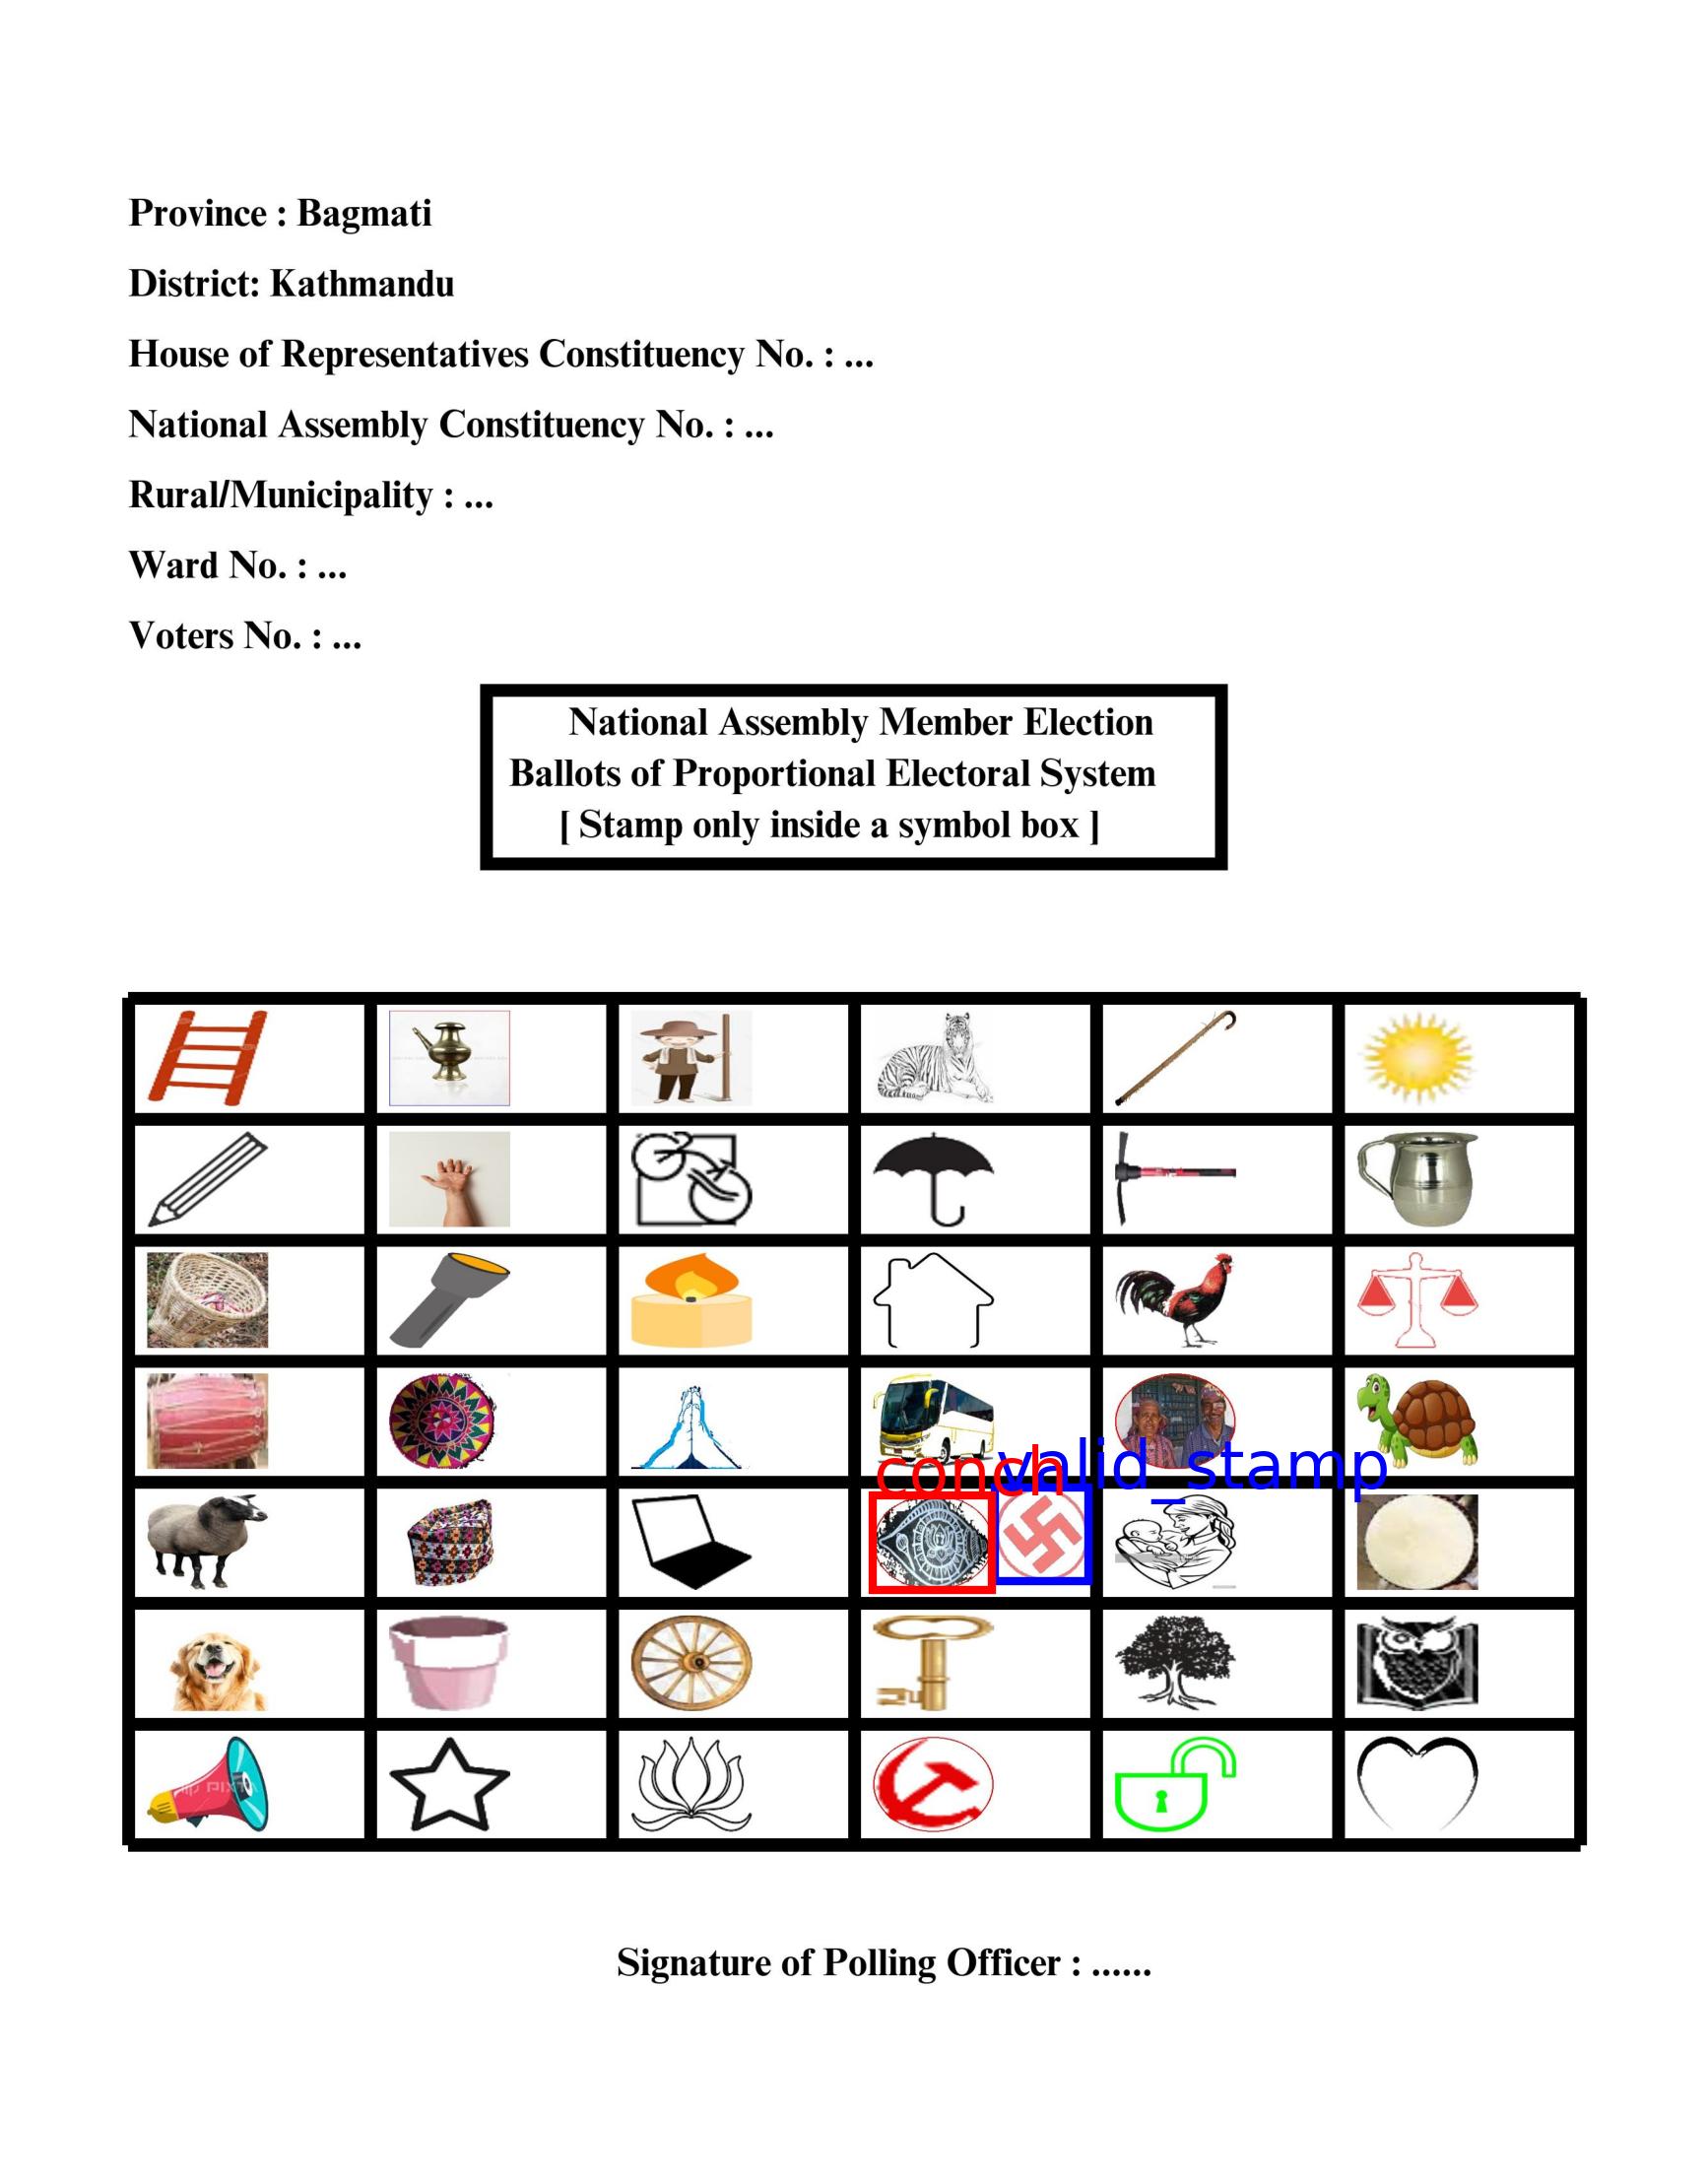 Province : Bagmati
District: Kathmandu
House of Representatives Constituency No. : ...
National Assembly Constituency No. : ...
Rural/Municipality : ...
Ward No. : ...
Voters No. : ...
National Assembly Member Election
Ballots of Proportional Electoral System
[ Stamp only inside a symbol box ]
conch valid_stamp
Signature of Polling Officer : ......